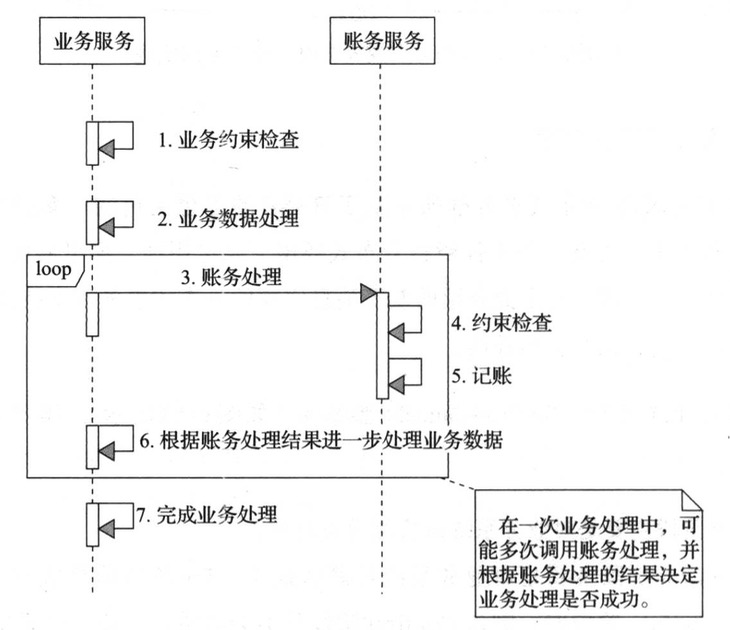 业务服务
账务服务
1. 业务约束检查
2. 业务数据处理
loop
3. 账务处理
4. 约束检查
5. 记账
6. 根据账务处理结果进一步处理业务数据
7. 完成业务处理
在一次业务处理中，可
能多次调用账务处理，并
根据账务处理的结果决定
业务处理是否成功。